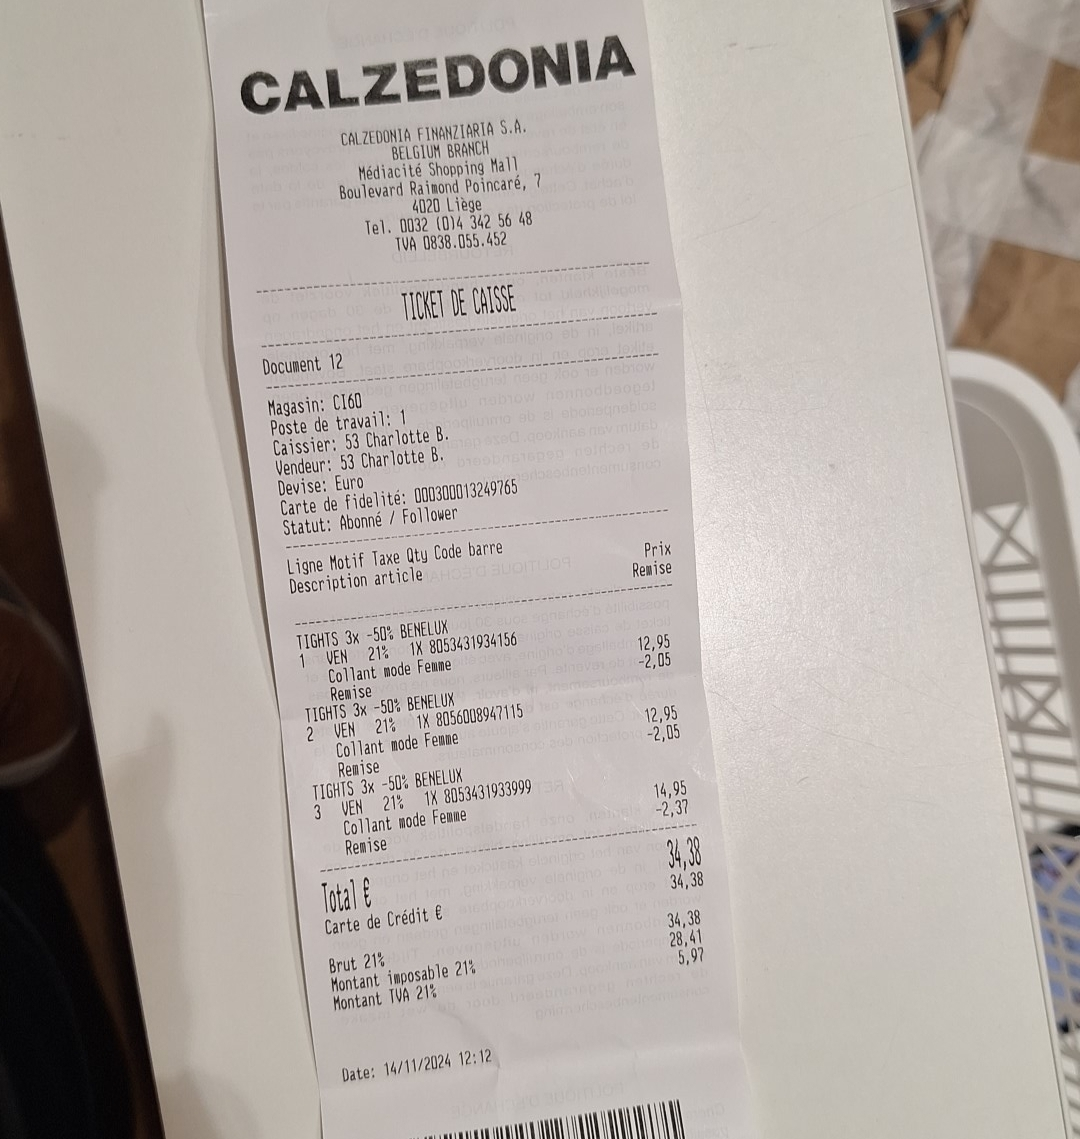 CALZEDONIA
CALZEDONIA FINANZIARIA S.A.
BELGIUM BRANCH
Médiacité Shopping Mall
Boulevard Raimond Poincaré, 7
4020 Liège
Tel. 0032 (0)4 342 56 48
TVA 0838.055.452
TICKET DE CAISSE
Document 12
Magasin: CI60
Poste de travail: 1
Caissier: 53 Charlotte B.
Vendeur: 53 Charlotte B.
Devise: Euro
Carte de fidelité: 000300013249765
Statut: Abonné / Follower
Ligne Motif Taxe Qty Code barre Prix
Description article Remise
TIGHTS 3x -50% BENELUX
1 VEN 21% 1X 8053431934156 12,95
Collant mode Femme -2,05
Remise
TIGHTS 3x -50% BENELUX
2 VEN 21% 1X 8056008947115 12,95
Collant mode Femme -2,05
Remise
TIGHTS 3x -50% BENELUX
3 VEN 21% 1X 8053431933999 14,95
Collant mode Femme -2,37
Remise
Total € 34,38
Carte de Crédit € 34,38
Brut 21% 34,38
Montant imposable 21% 28,41
Montant TVA 21% 5,97
Date: 14/11/2024 12:12